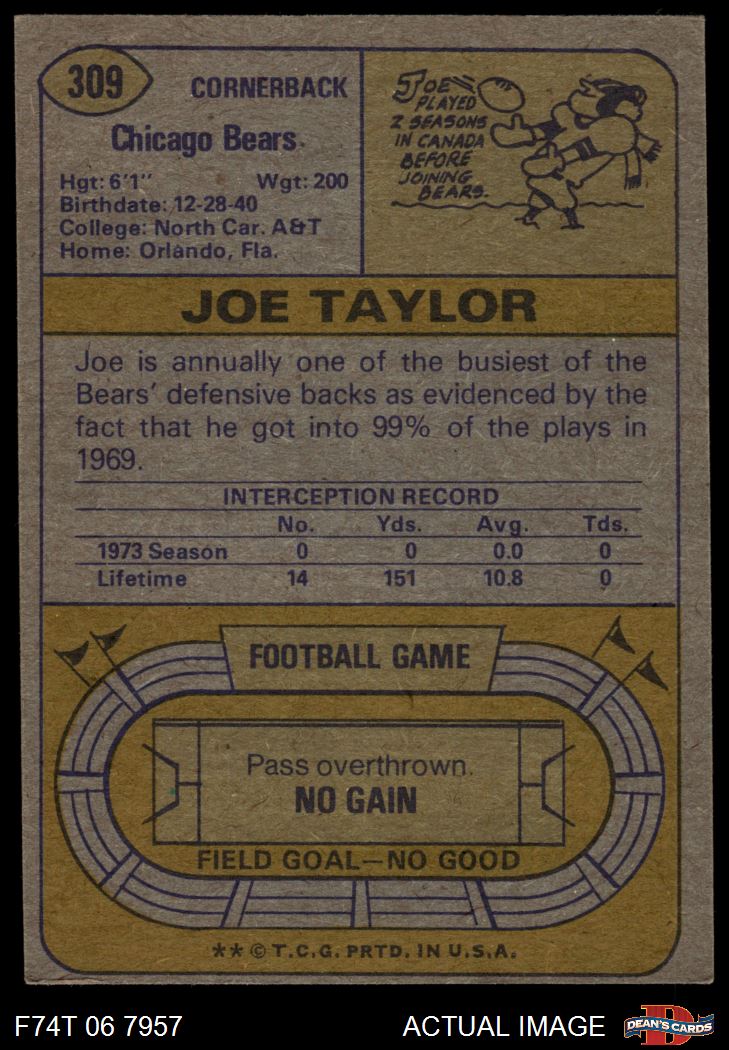 309
CORNERBACK
Chicago Bears
Hgt: 6'1" Wgt: 200
Birthdate: 12-28-40
College: North Car. A&T
Home: Orlando, Fla.
JOE
PLAYED
2 SEASONS
IN CANADA
BEFORE
JOINING
BEARS.
JOE TAYLOR
Joe is annually one of the busiest of the
Bears' defensive backs as evidenced by the
fact that he got into 99% of the plays in
1969.
INTERCEPTION RECORD
No. Yds. Avg. Tds.
1973 Season 0 0 0.0 0
Lifetime 14 151 10.8 0
FOOTBALL GAME
Pass overthrown.
NO GAIN
FIELD GOAL—NO GOOD
** © T.C.G. PRTD. IN U.S.A.
F74T 06 7957 ACTUAL IMAGE D DEAN'S CARDS